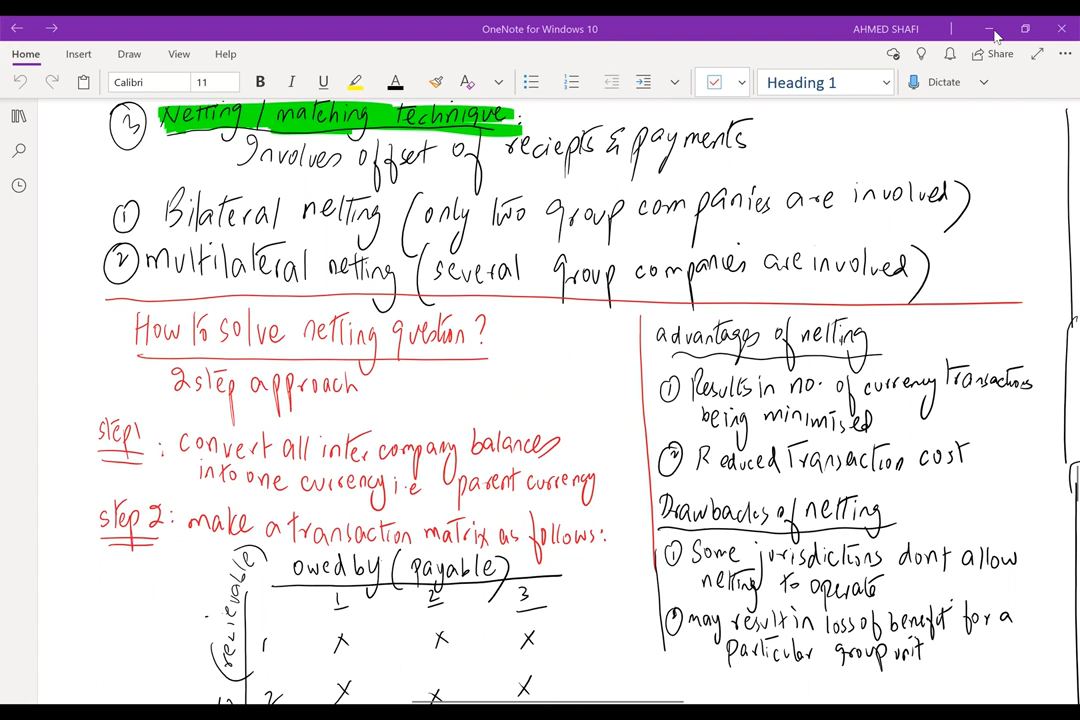 OneNote for Windows 10
AHMED SHAFI
Home
Insert
Draw
View
Help
Share
Calibri
11
B
I
U
A
Heading 1
Dictate
3 Netting / matching technique:
Involves offset of reciepts & payments
1 Bilateral netting (only two group companies are involved)
2 multilateral netting (several group companies are involved)
How to solve netting question?
2 step approach
step 1 : convert all inter company balances
into one currency i.e parent currency
step 2: make a transaction matrix as follows:
owed by (payable)
1 2 3
(recievable)
1 x x x
2 x x x
advantages of netting
1 Results in no. of currency transactions
being minimised
2 Reduced Transaction cost
Drawbacks of netting
1 Some jurisdictions dont allow
netting to operate
may result in loss of benefit for a
particular group unit